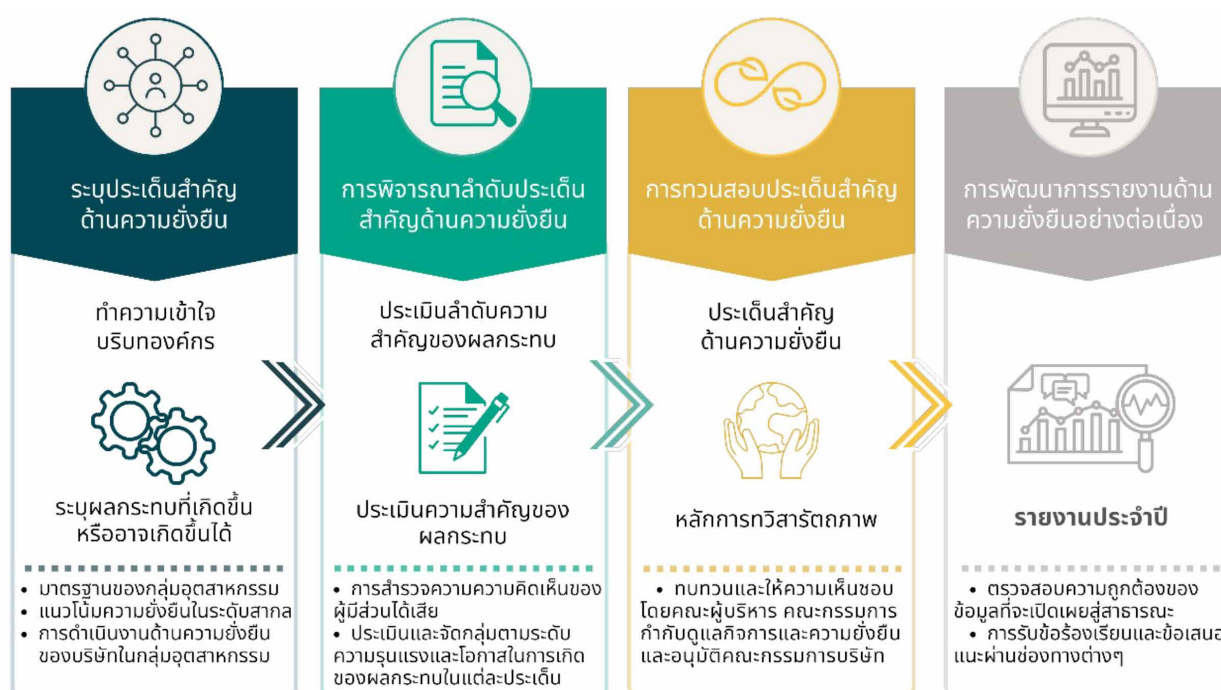 ระบุประเด็นสำคัญ
ด้านความยั่งยืน
ทำความเข้าใจ
บริบทองค์กร
ระบุผลกระทบที่เกิดขึ้น
หรืออาจเกิดขึ้นได้
• มาตรฐานของกลุ่มอุตสาหกรรม
• แนวโน้มความยั่งยืนในระดับสากล
• การดำเนินงานด้านความยั่งยืน
ของบริษัทในกลุ่มอุตสาหกรรม
การพิจารณาลำดับประเด็น
สำคัญด้านความยั่งยืน
ประเมินลำดับความ
สำคัญของผลกระทบ
ประเมินความสำคัญของ
ผลกระทบ
• การสำรวจความความคิดเห็นของ
ผู้มีส่วนได้เสีย
• ประเมินและจัดกลุ่มตามระดับ
ความรุนแรงและโอกาสในการเกิด
ของผลกระทบในแต่ละประเด็น
การทวนสอบประเด็นสำคัญ
ด้านความยั่งยืน
ประเด็นสำคัญ
ด้านความยั่งยืน
หลักการทวิสารัตถภาพ
• ทบทวนและให้ความเห็นชอบ
โดยคณะผู้บริหาร คณะกรรมการ
กำกับดูแลกิจการและความยั่งยืน
และอนุมัติคณะกรรมการบริษัท
การพัฒนาการรายงานด้าน
ความยั่งยืนอย่างต่อเนื่อง
รายงานประจำปี
• ตรวจสอบความถูกต้องของ
ข้อมูลที่จะเปิดเผยสู่สาธารณะ
• การรับข้อร้องเรียนและข้อเสนอ
แนะผ่านช่องทางต่างๆ